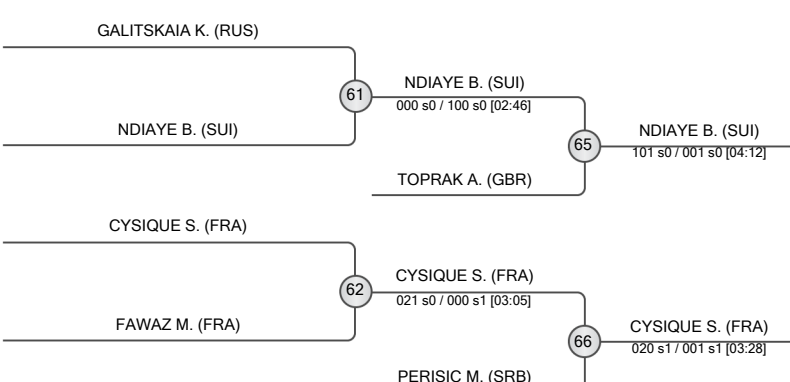 GALITSKAIA K. (RUS)
61
NDIAYE B. (SUI)
000 s0 / 100 s0 [02:46]
NDIAYE B. (SUI)
65
NDIAYE B. (SUI)
101 s0 / 001 s0 [04:12]
TOPRAK A. (GBR)
CYSIQUE S. (FRA)
62
CYSIQUE S. (FRA)
021 s0 / 000 s1 [03:05]
FAWAZ M. (FRA)
66
CYSIQUE S. (FRA)
020 s1 / 001 s1 [03:28]
PERISIC M. (SRB)